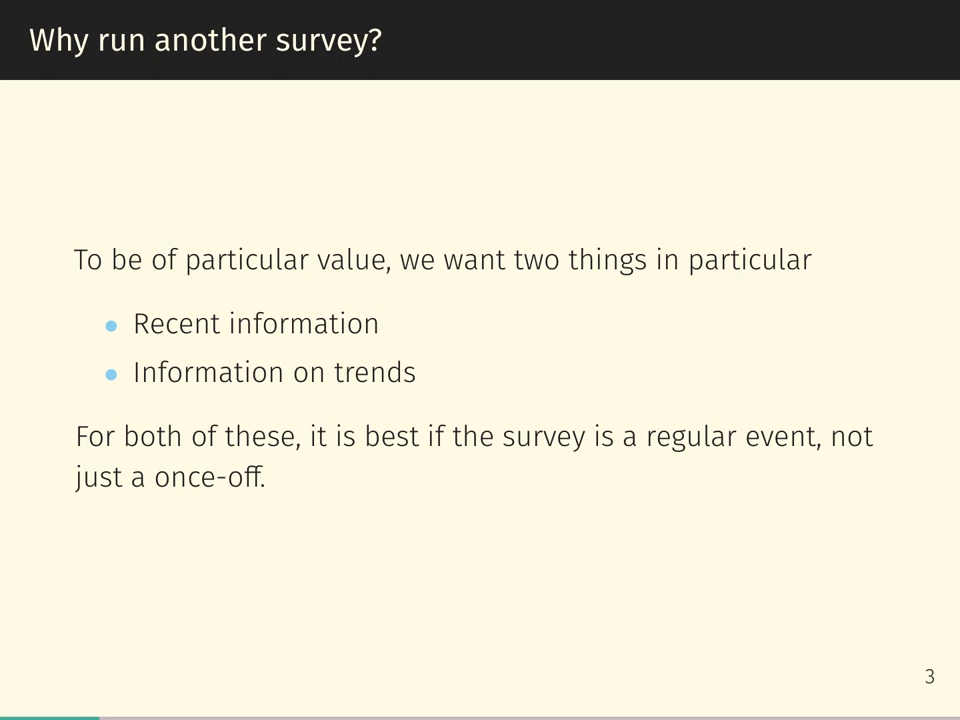 Why run another survey?
To be of particular value, we want two things in particular
• Recent information
• Information on trends
For both of these, it is best if the survey is a regular event, not
just a once-off.
3